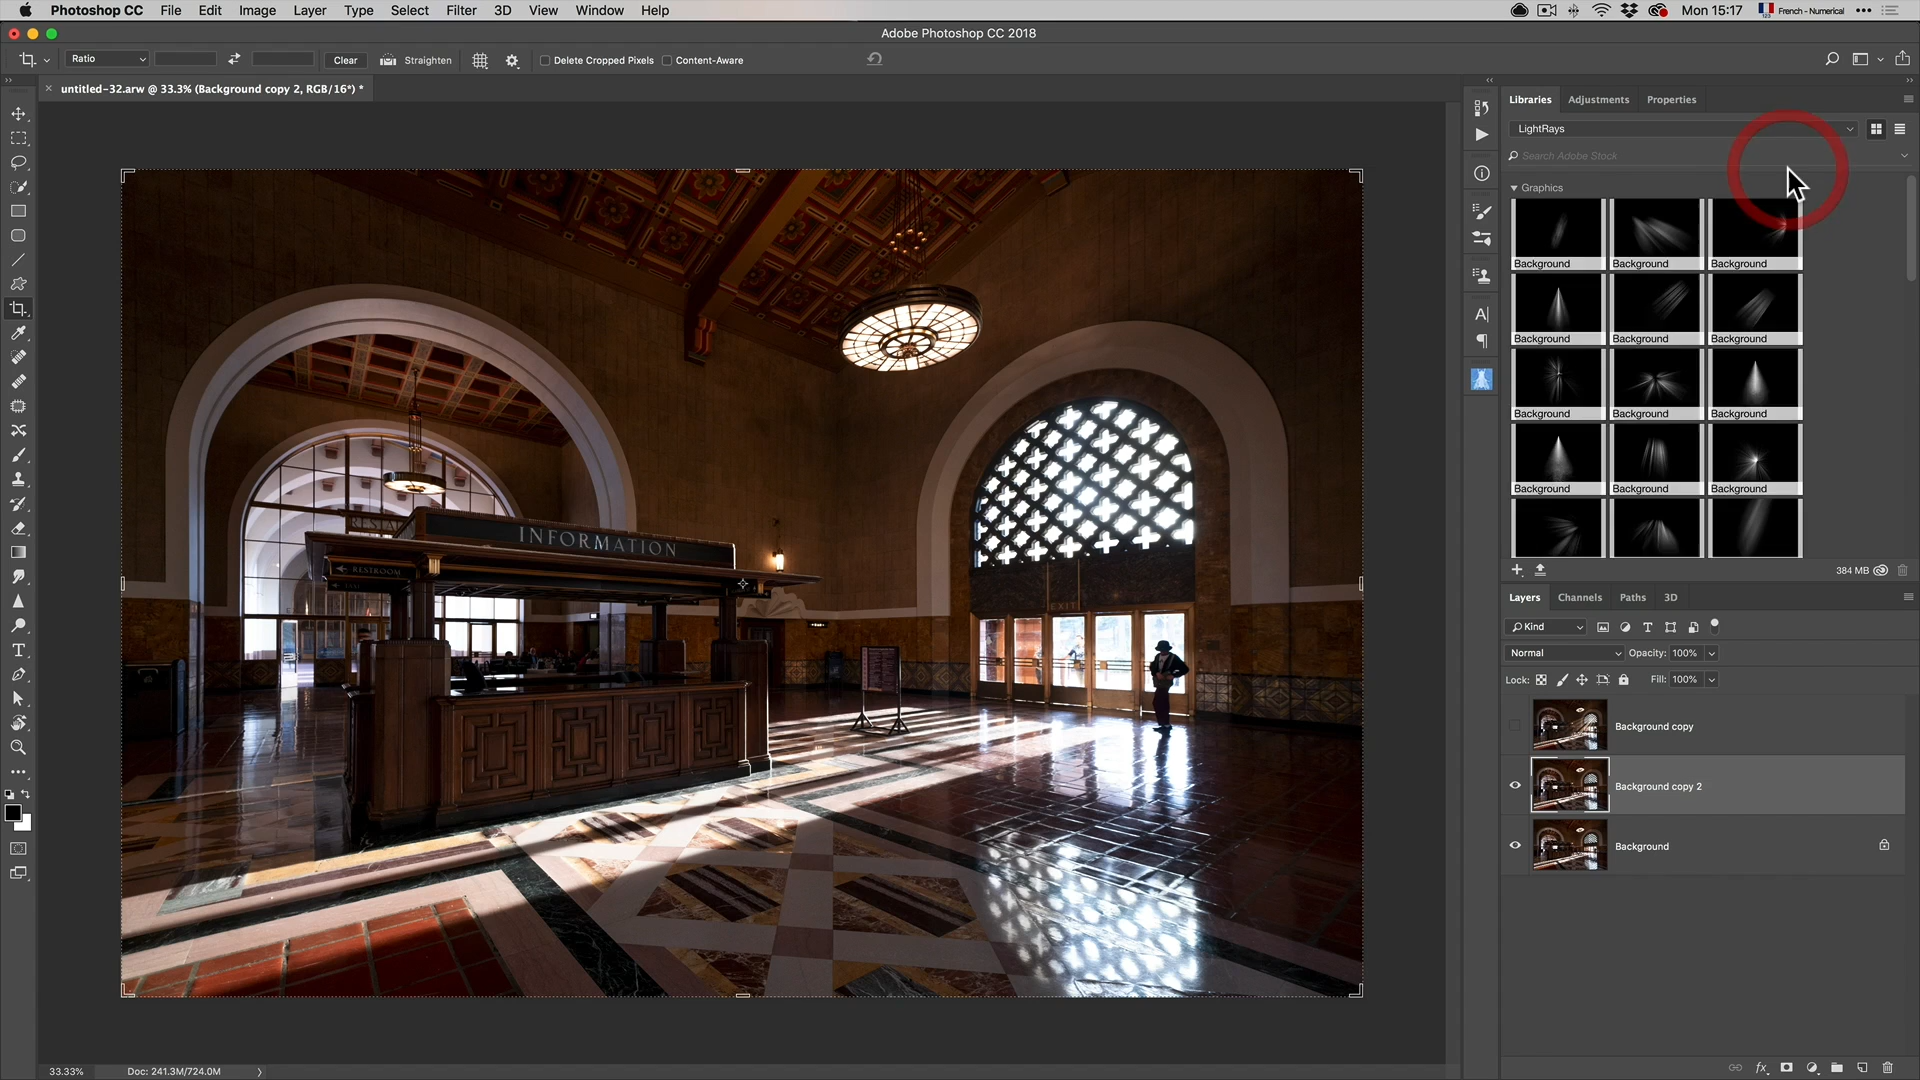 Photoshop CC File Edit Image Layer Type Select Filter 3D View Window Help Mon 15:17 French - Numerical
Adobe Photoshop CC 2018
Ratio Clear Straighten Delete Cropped Pixels Content-Aware
untitled-32.arw @ 33.3% (Background copy 2, RGB/16*) *
Libraries Adjustments Properties
LightRays
Search Adobe Stock
Graphics
Background Background Background
Background Background Background
Background Background Background
Background Background Background
384 MB
INFORMATION
RESTROOM
EXIT
Layers Channels Paths 3D
Kind
Normal Opacity: 100%
Lock: Fill: 100%
Background copy
Background copy 2
Background
33.33% Doc: 241.3M/724.0M